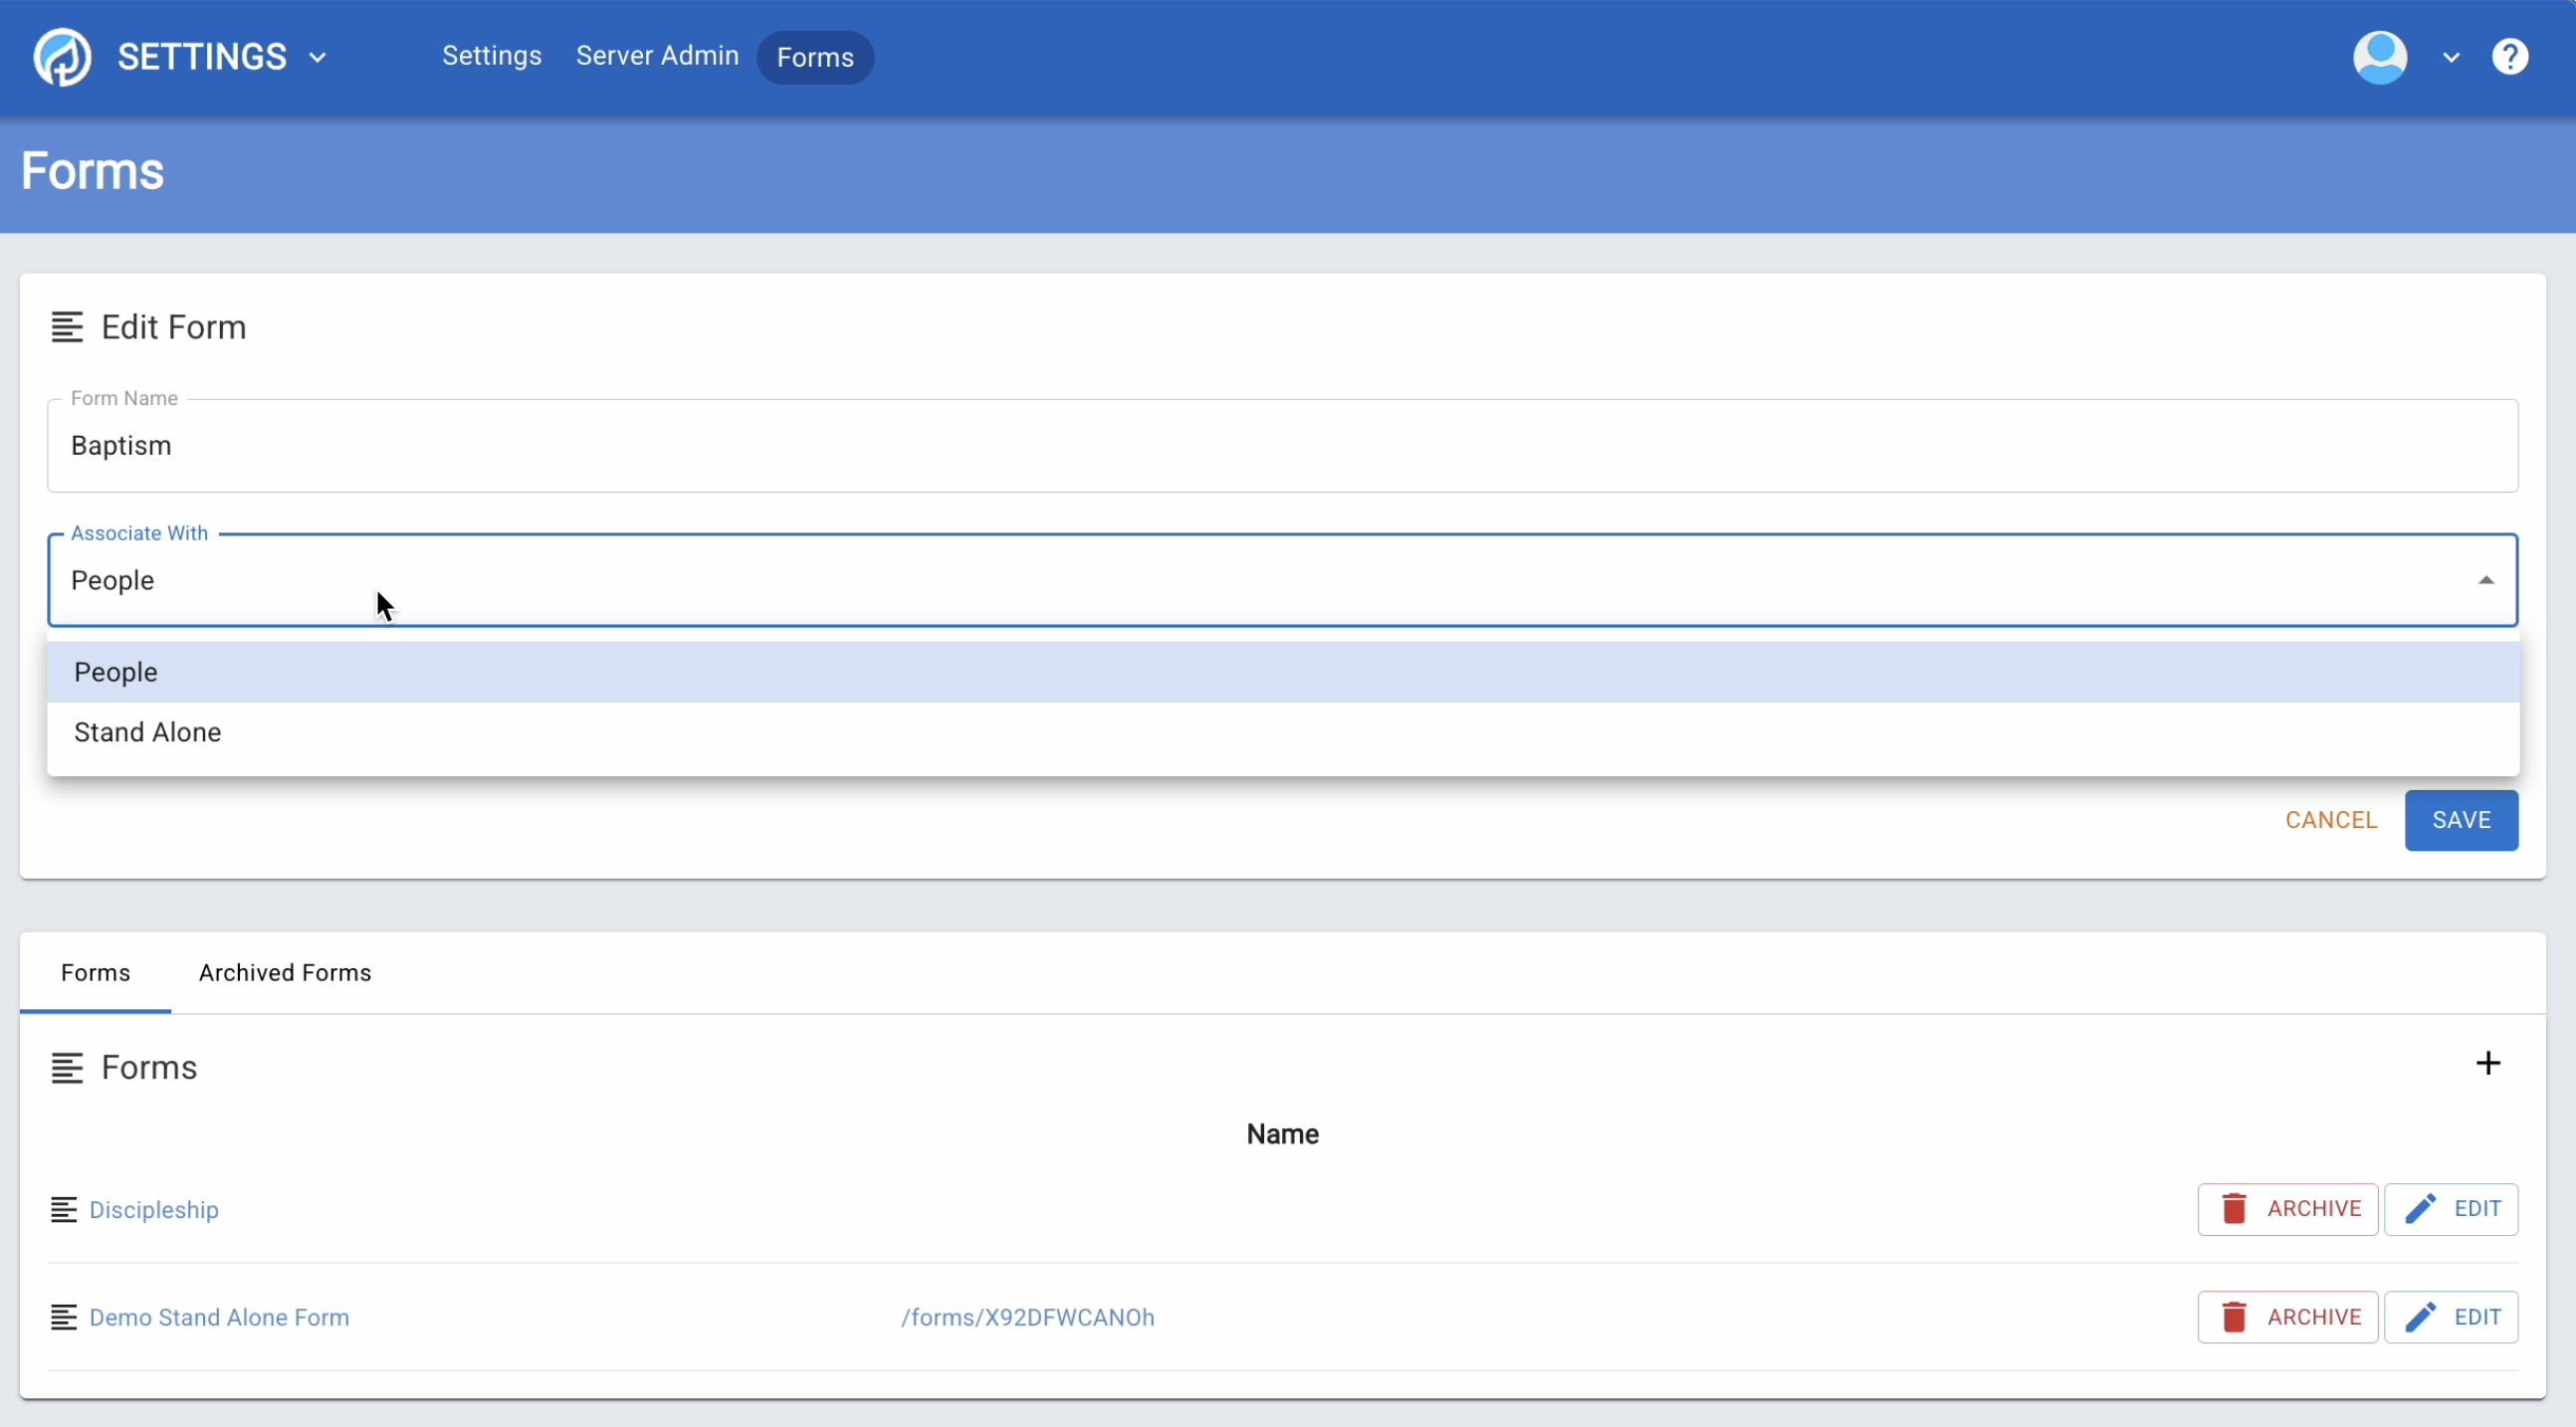 SETTINGS
Settings Server Admin Forms
Forms
Edit Form
Form Name
Baptism
Associate With
People
People
Stand Alone
CANCEL SAVE
Forms Archived Forms
Forms
Name
Discipleship ARCHIVE EDIT
Demo Stand Alone Form /forms/X92DFWCANOh ARCHIVE EDIT